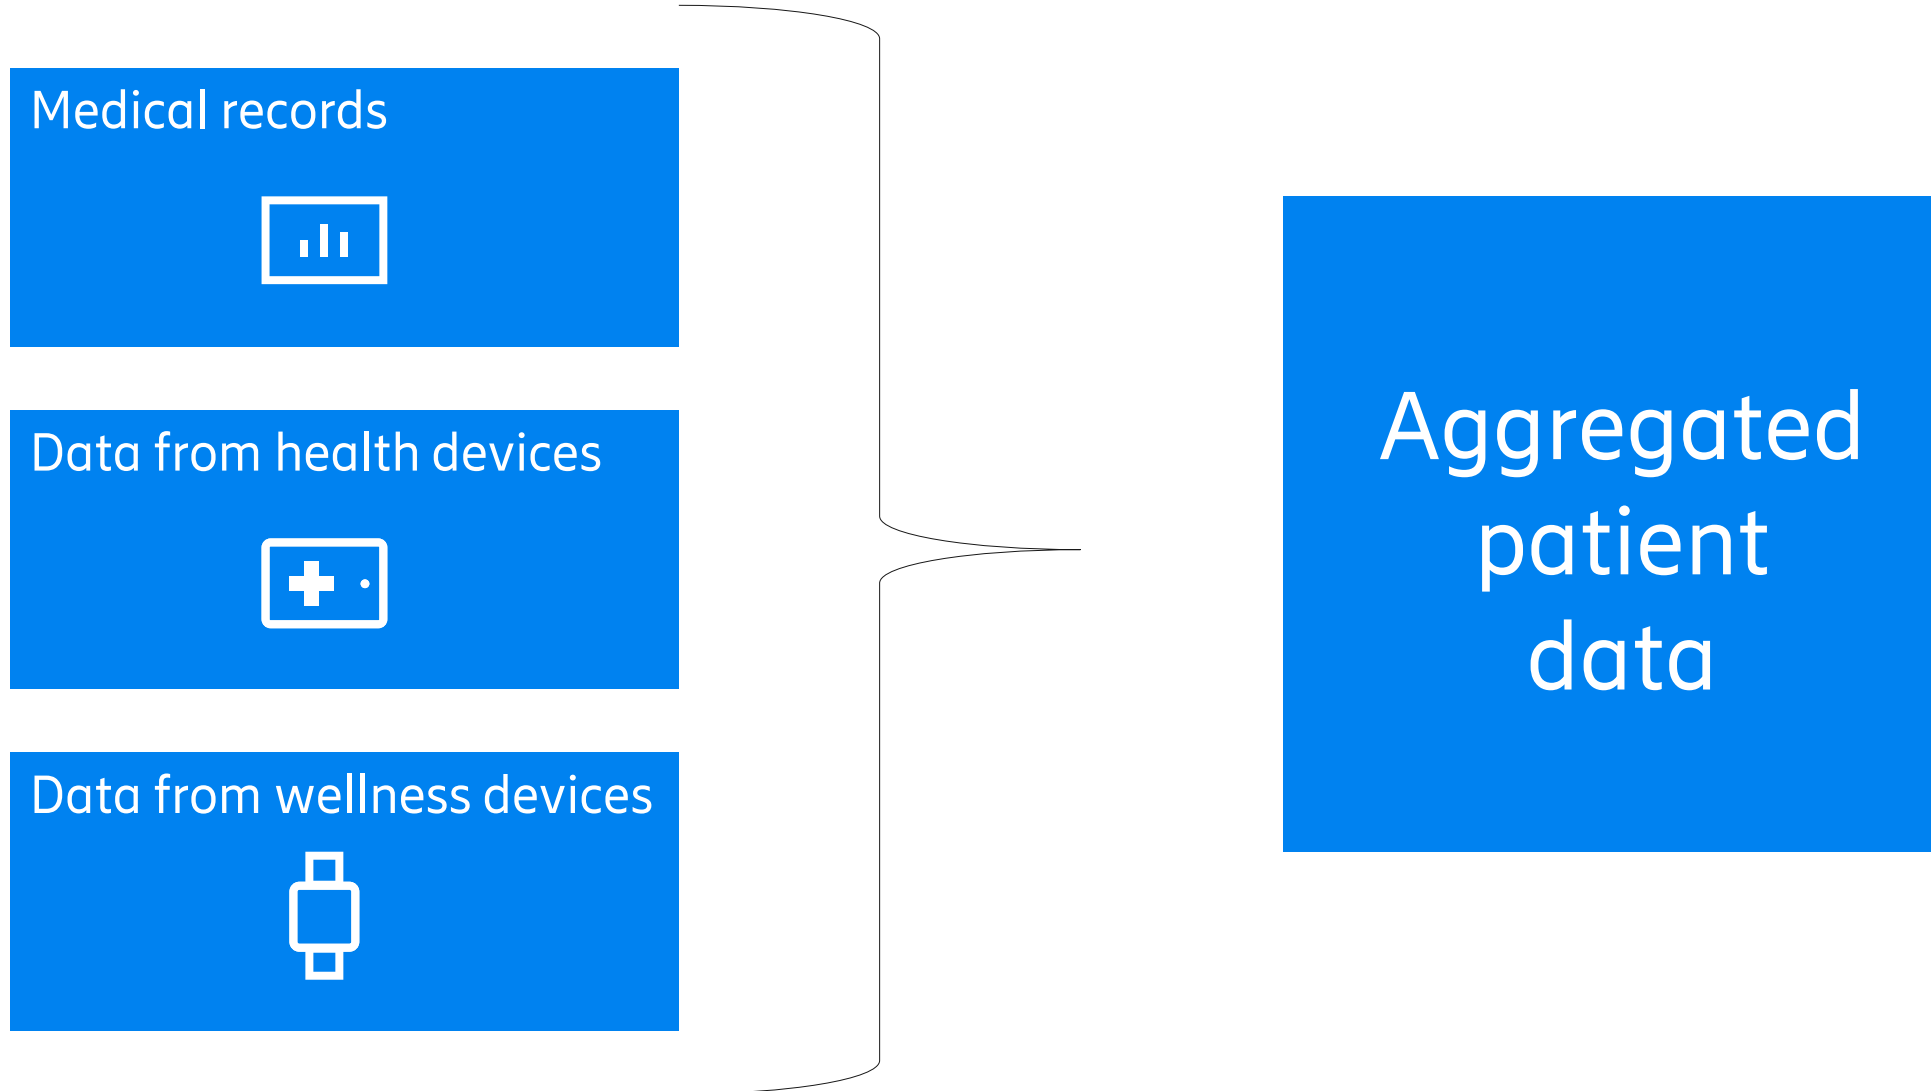 Medical records
Data from health devices
Data from wellness devices
Aggregated
patient
data